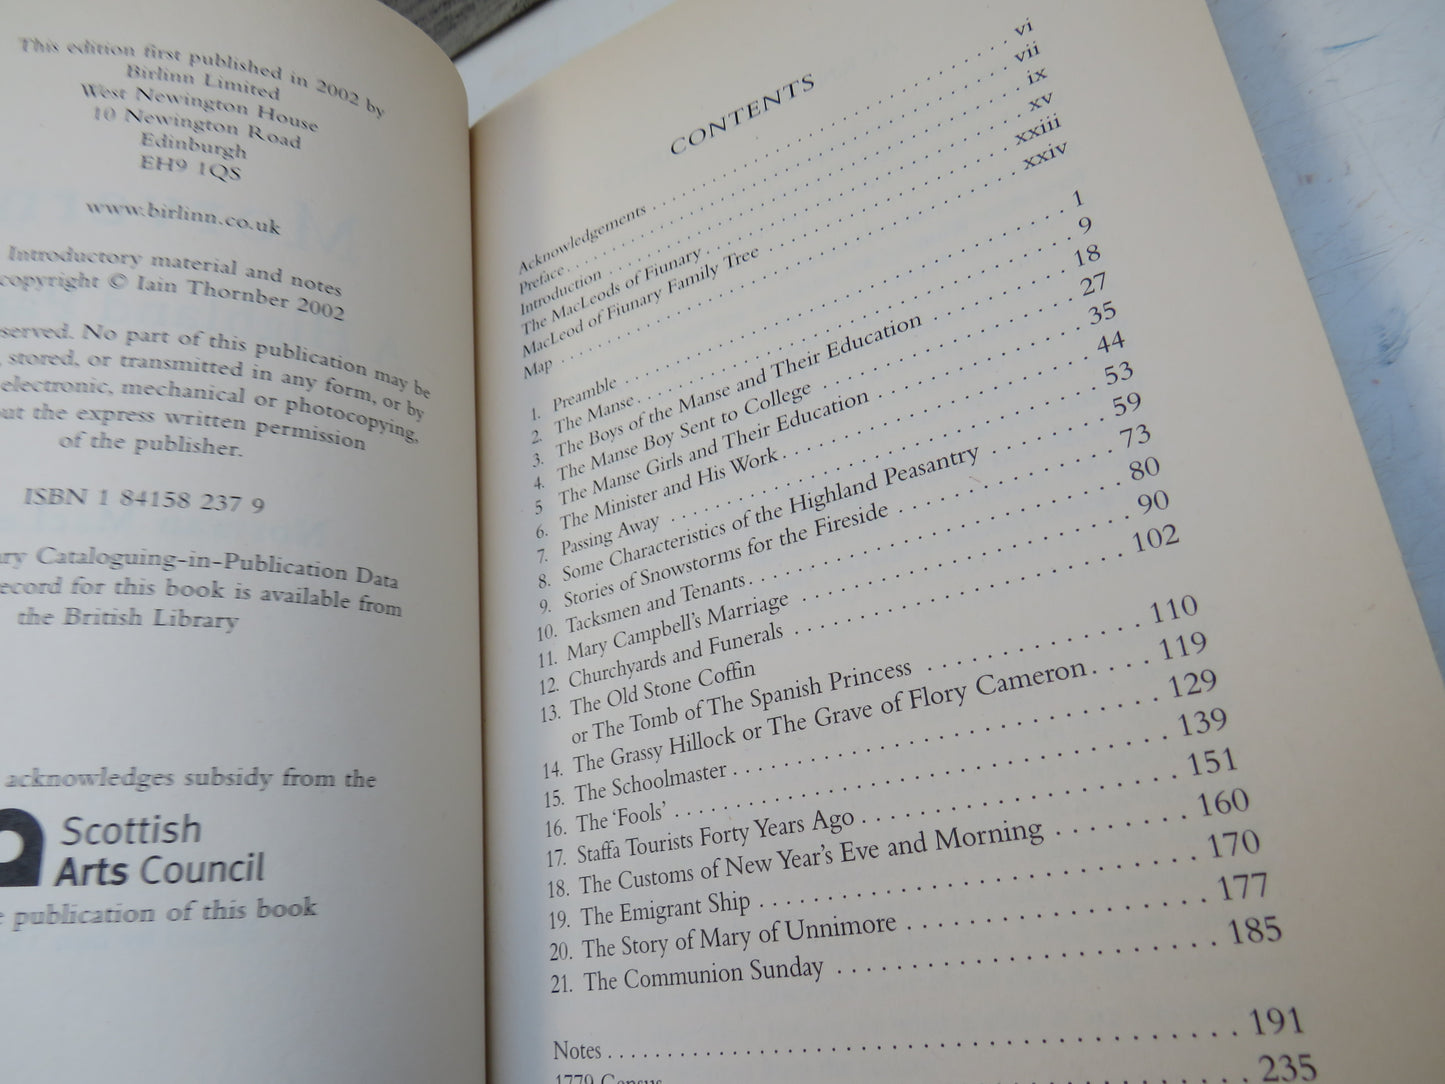 This edition first published in 2002 by
Birlinn Limited
West Newington House
10 Newington Road
Edinburgh
EH9 1QS
www.birlinn.co.uk
Introductory material and notes
copyright © Iain Thornber 2002
served. No part of this publication may be
, stored, or transmitted in any form, or by
electronic, mechanical or photocopying,
out the express written permission
of the publisher.
ISBN 1 84158 237 9
ry Cataloguing-in-Publication Data
ecord for this book is available from
the British Library
acknowledges subsidy from the
Scottish
Arts Council
e publication of this book
CONTENTS
Acknowledgements . . . . . vi
Preface . . . . . vii
Introduction . . . . . ix
The MacLeods of Fiunary . . . . . xv
MacLeod of Fiunary Family Tree . . . . . xxiii
Map . . . . . xxiv
1. Preamble . . . . . 1
2. The Manse . . . . . 9
3. The Boys of the Manse and Their Education . . . . . 18
4. The Manse Boy Sent to College . . . . . 27
5 The Manse Girls and Their Education . . . . . 35
6. The Minister and His Work . . . . . 44
7. Passing Away . . . . . 53
8. Some Characteristics of the Highland Peasantry . . . . . 59
9. Stories of Snowstorms for the Fireside . . . . . 73
10. Tacksmen and Tenants . . . . . 80
11. Mary Campbell's Marriage . . . . . 90
12. Churchyards and Funerals . . . . . 102
13. The Old Stone Coffin
or The Tomb of The Spanish Princess . . . . . 110
14. The Grassy Hillock or The Grave of Flory Cameron . . . . 119
15. The Schoolmaster . . . . . 129
16. The 'Fools' . . . . . 139
17. Staffa Tourists Forty Years Ago . . . . . 151
18. The Customs of New Year's Eve and Morning . . . . . 160
19. The Emigrant Ship . . . . . 170
20. The Story of Mary of Unnimore . . . . . 177
21. The Communion Sunday . . . . . 185
Notes . . . . . 191
1779 Census . . . . . 235